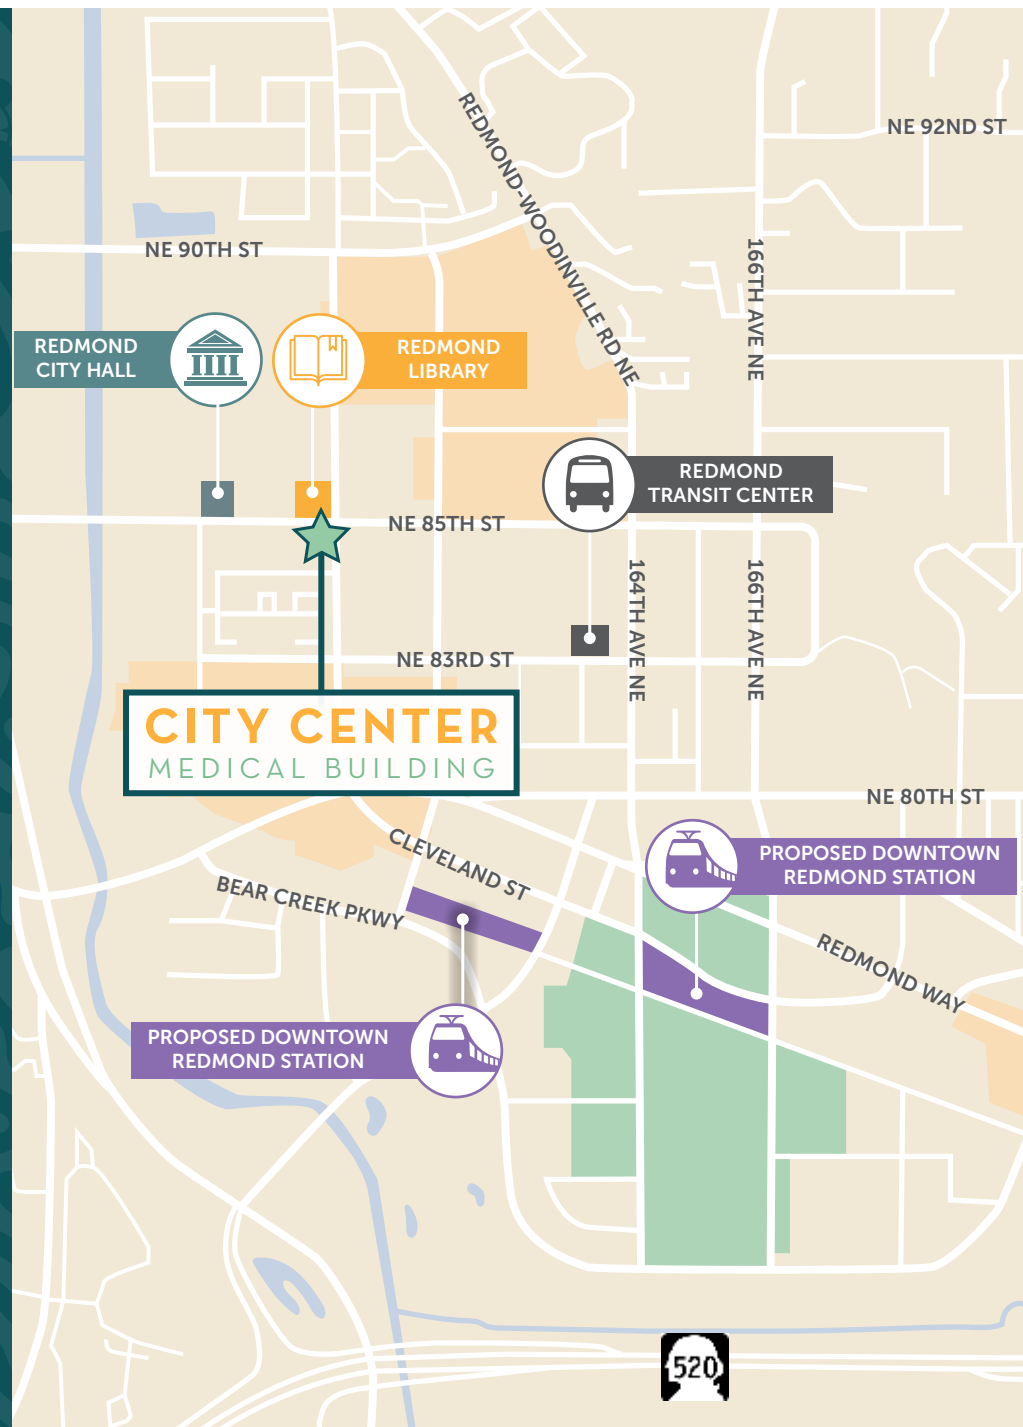 NE 92ND ST
REDMOND-WOODINVILLE RD NE
NE 90TH ST
166TH AVE NE
REDMOND
CITY HALL
REDMOND
LIBRARY
REDMOND
TRANSIT CENTER
NE 85TH ST
164TH AVE NE
166TH AVE NE
NE 83RD ST
CITY CENTER
MEDICAL BUILDING
NE 80TH ST
CLEVELAND ST
PROPOSED DOWNTOWN
REDMOND STATION
BEAR CREEK PKWY
REDMOND WAY
PROPOSED DOWNTOWN
REDMOND STATION
520